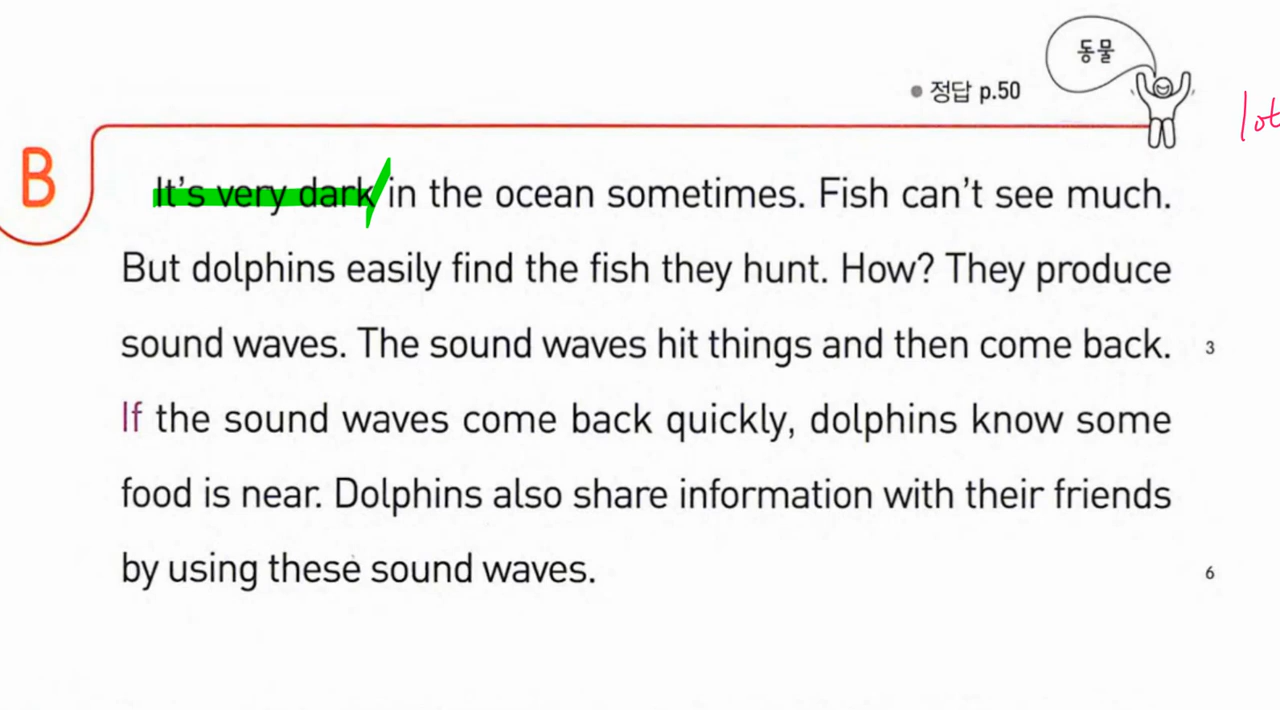 동물
정답 p.50
B
It's very dark in the ocean sometimes. Fish can't see much.
But dolphins easily find the fish they hunt. How? They produce
sound waves. The sound waves hit things and then come back. 3
If the sound waves come back quickly, dolphins know some
food is near. Dolphins also share information with their friends
by using these sound waves. 6